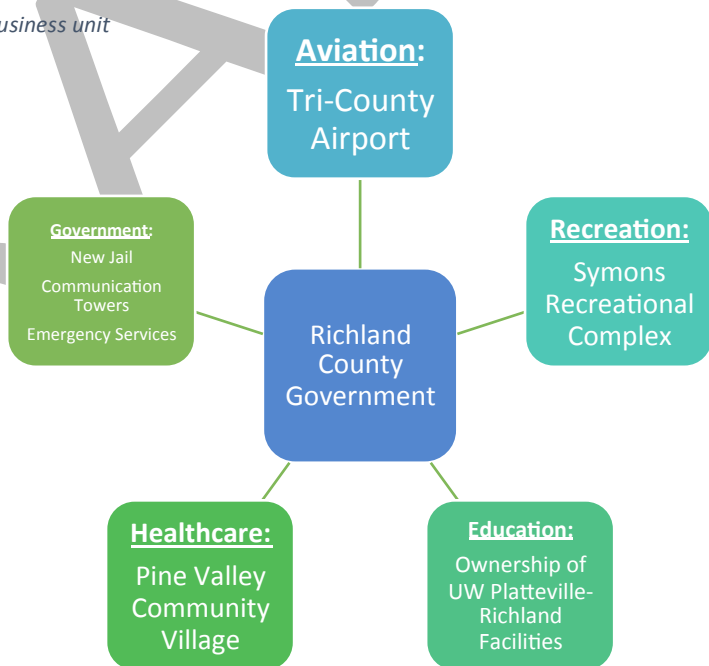 usiness unit
Aviation:
Tri-County
Airport
Government:
New Jail
Communication
Towers
Emergency Services
Recreation:
Symons
Recreational
Complex
Richland
County
Government
Healthcare:
Pine Valley
Community
Village
Education:
Ownership of
UW Platteville-
Richland
Facilities